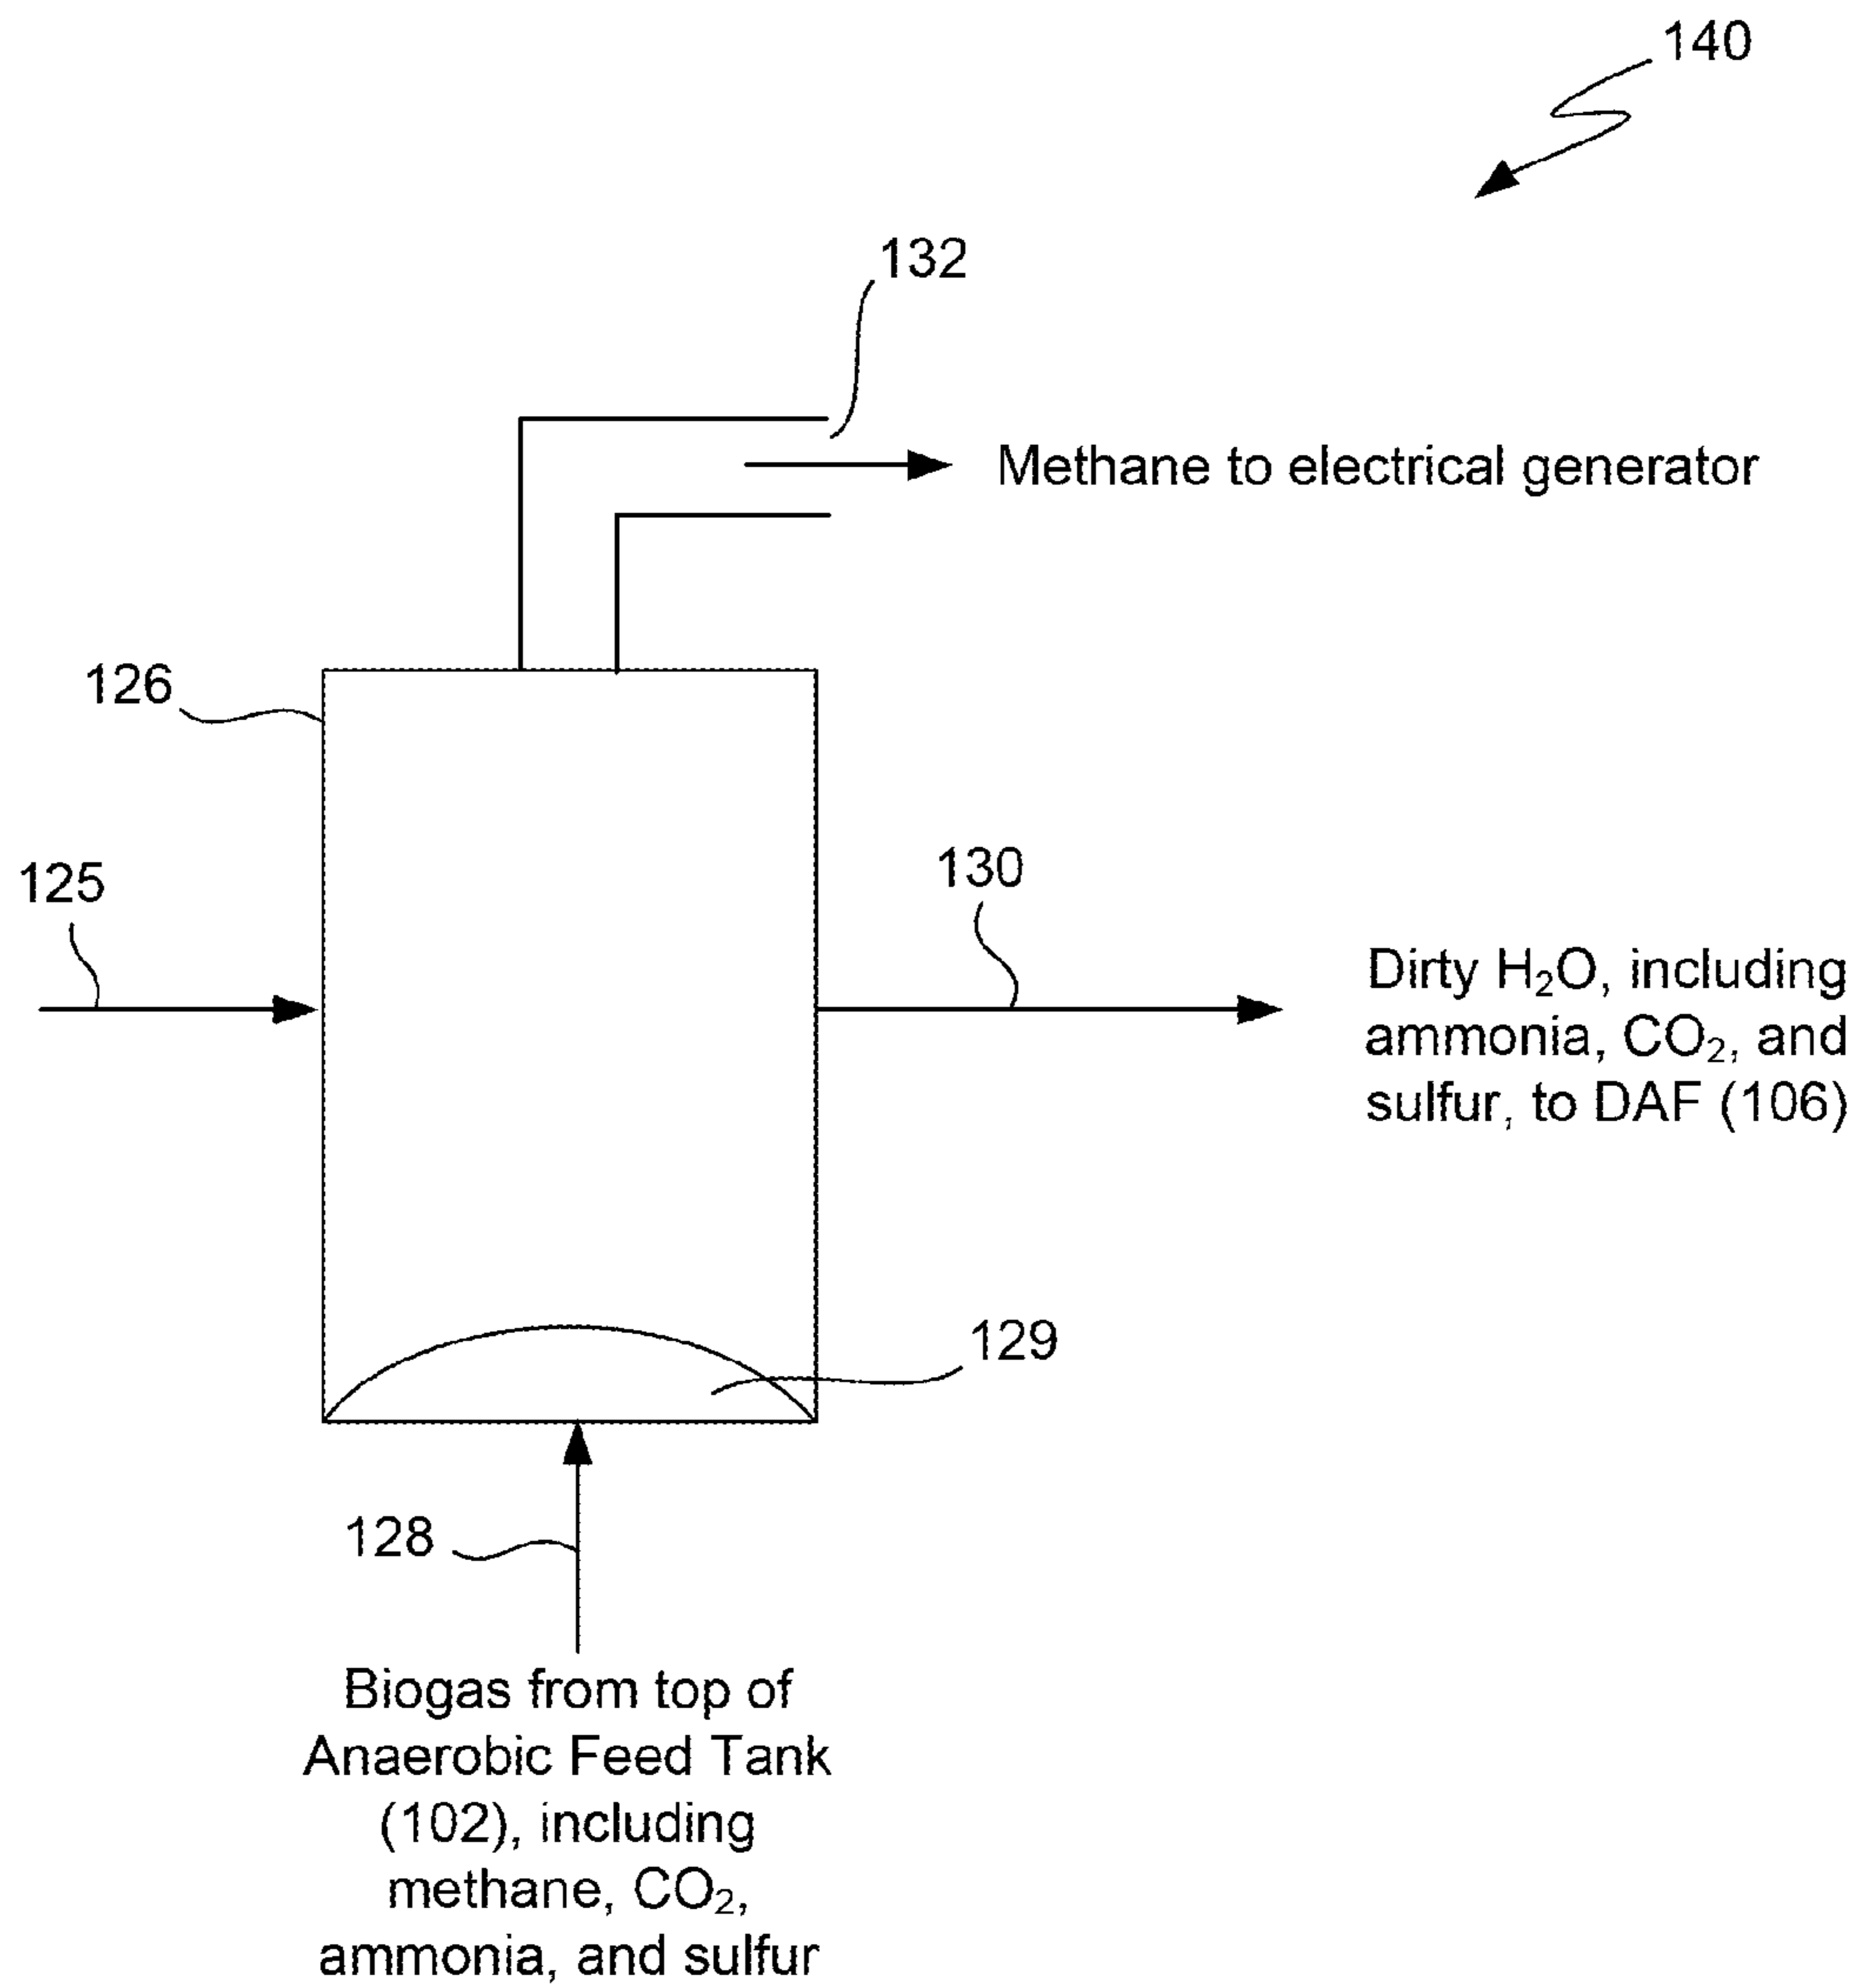 140
132
Methane to electrical generator
126
125
130
Dirty H₂O, including
ammonia, CO₂, and
sulfur, to DAF (106)
129
128
Biogas from top of
Anaerobic Feed Tank
(102), including
methane, CO₂,
ammonia, and sulfur